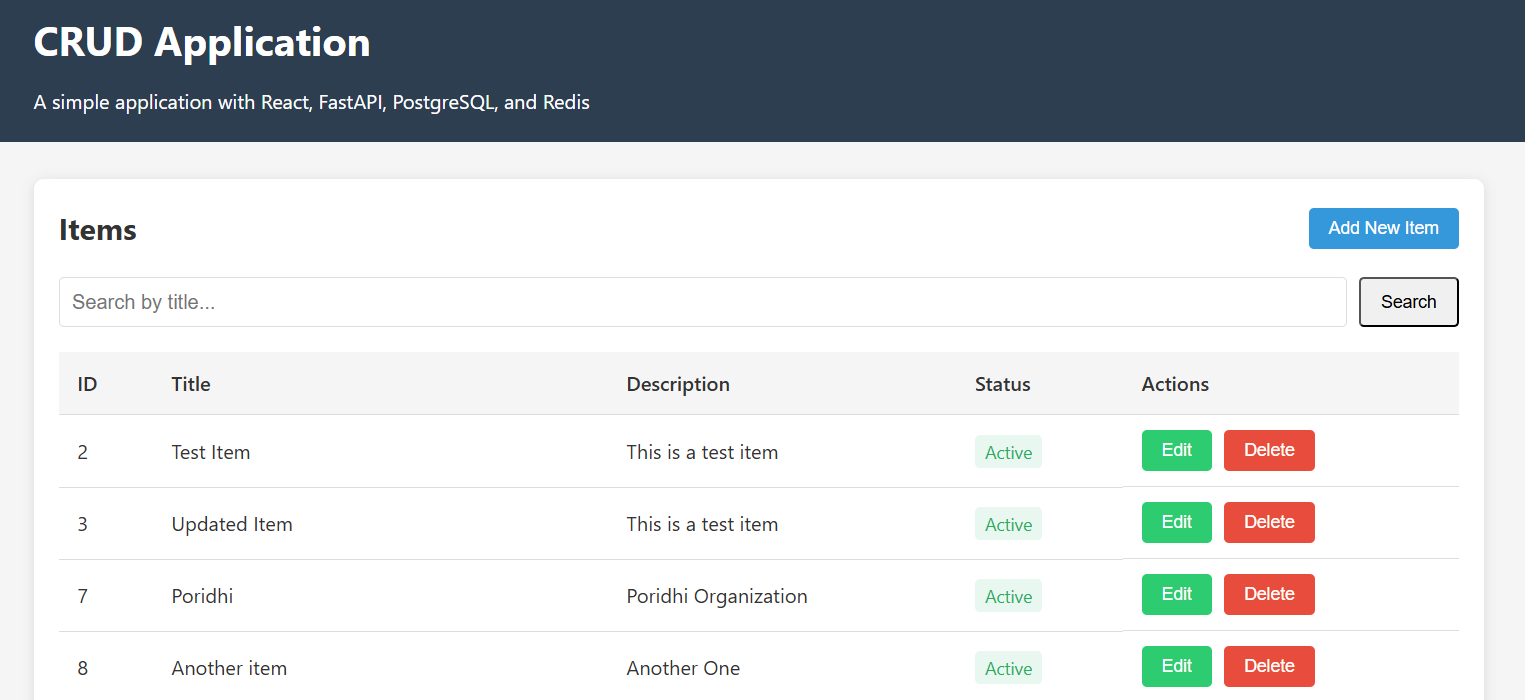 CRUD Application
A simple application with React, FastAPI, PostgreSQL, and Redis
Items
Add New Item
Search by title...
Search
ID Title Description Status Actions
2 Test Item This is a test item Active Edit Delete
3 Updated Item This is a test item Active Edit Delete
7 Poridhi Poridhi Organization Active Edit Delete
8 Another item Another One Active Edit Delete